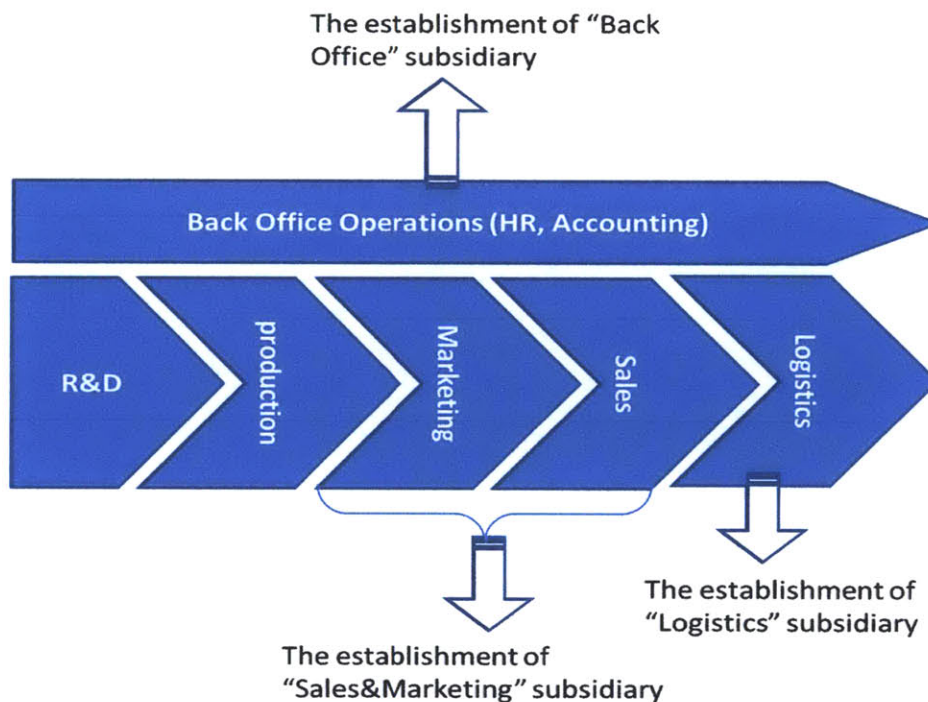 The establishment of “Back
Office” subsidiary
Back Office Operations (HR, Accounting)
R&D
production
Marketing
Sales
Logistics
The establishment of
“Logistics” subsidiary
The establishment of
“Sales&Marketing” subsidiary